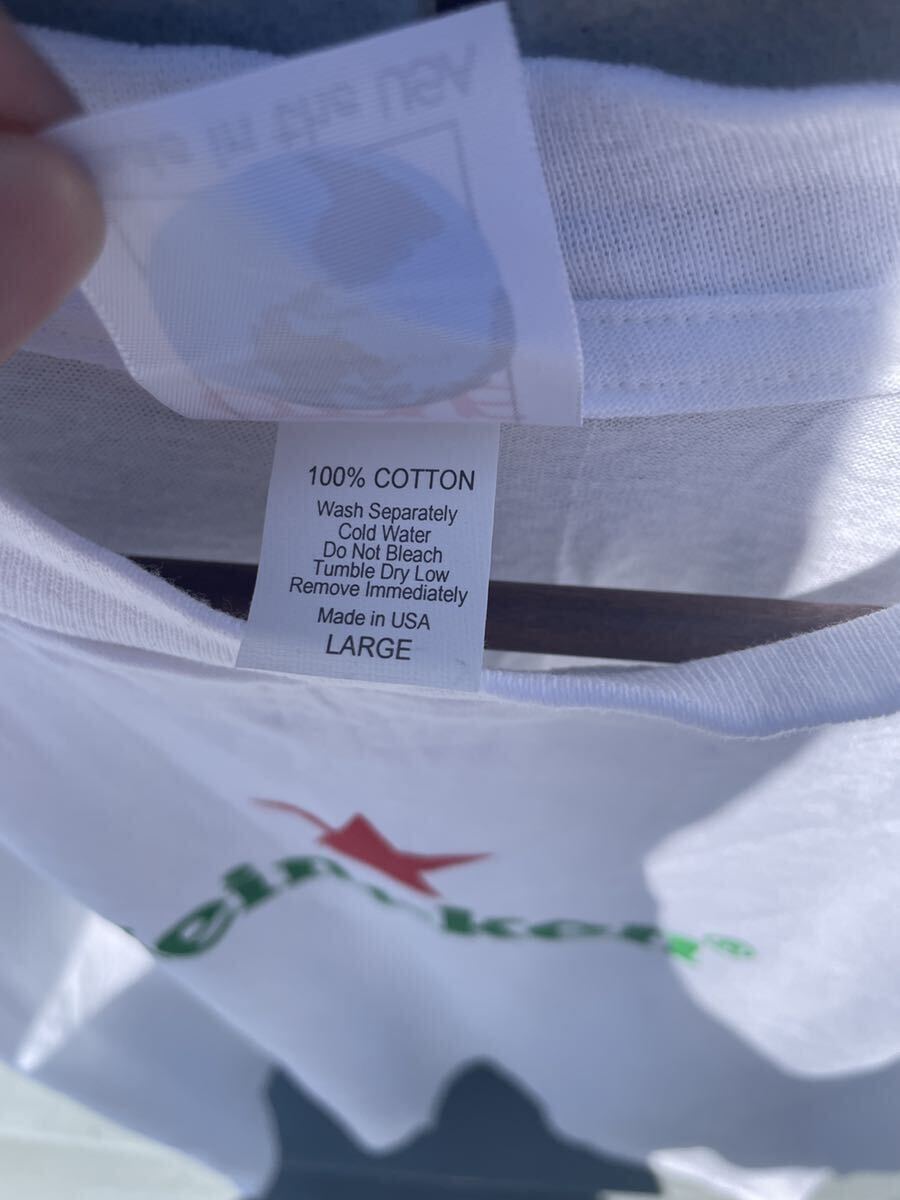 100% COTTON
Wash Separately
Cold Water
Do Not Bleach
Tumble Dry Low
Remove Immediately
Made in USA
LARGE